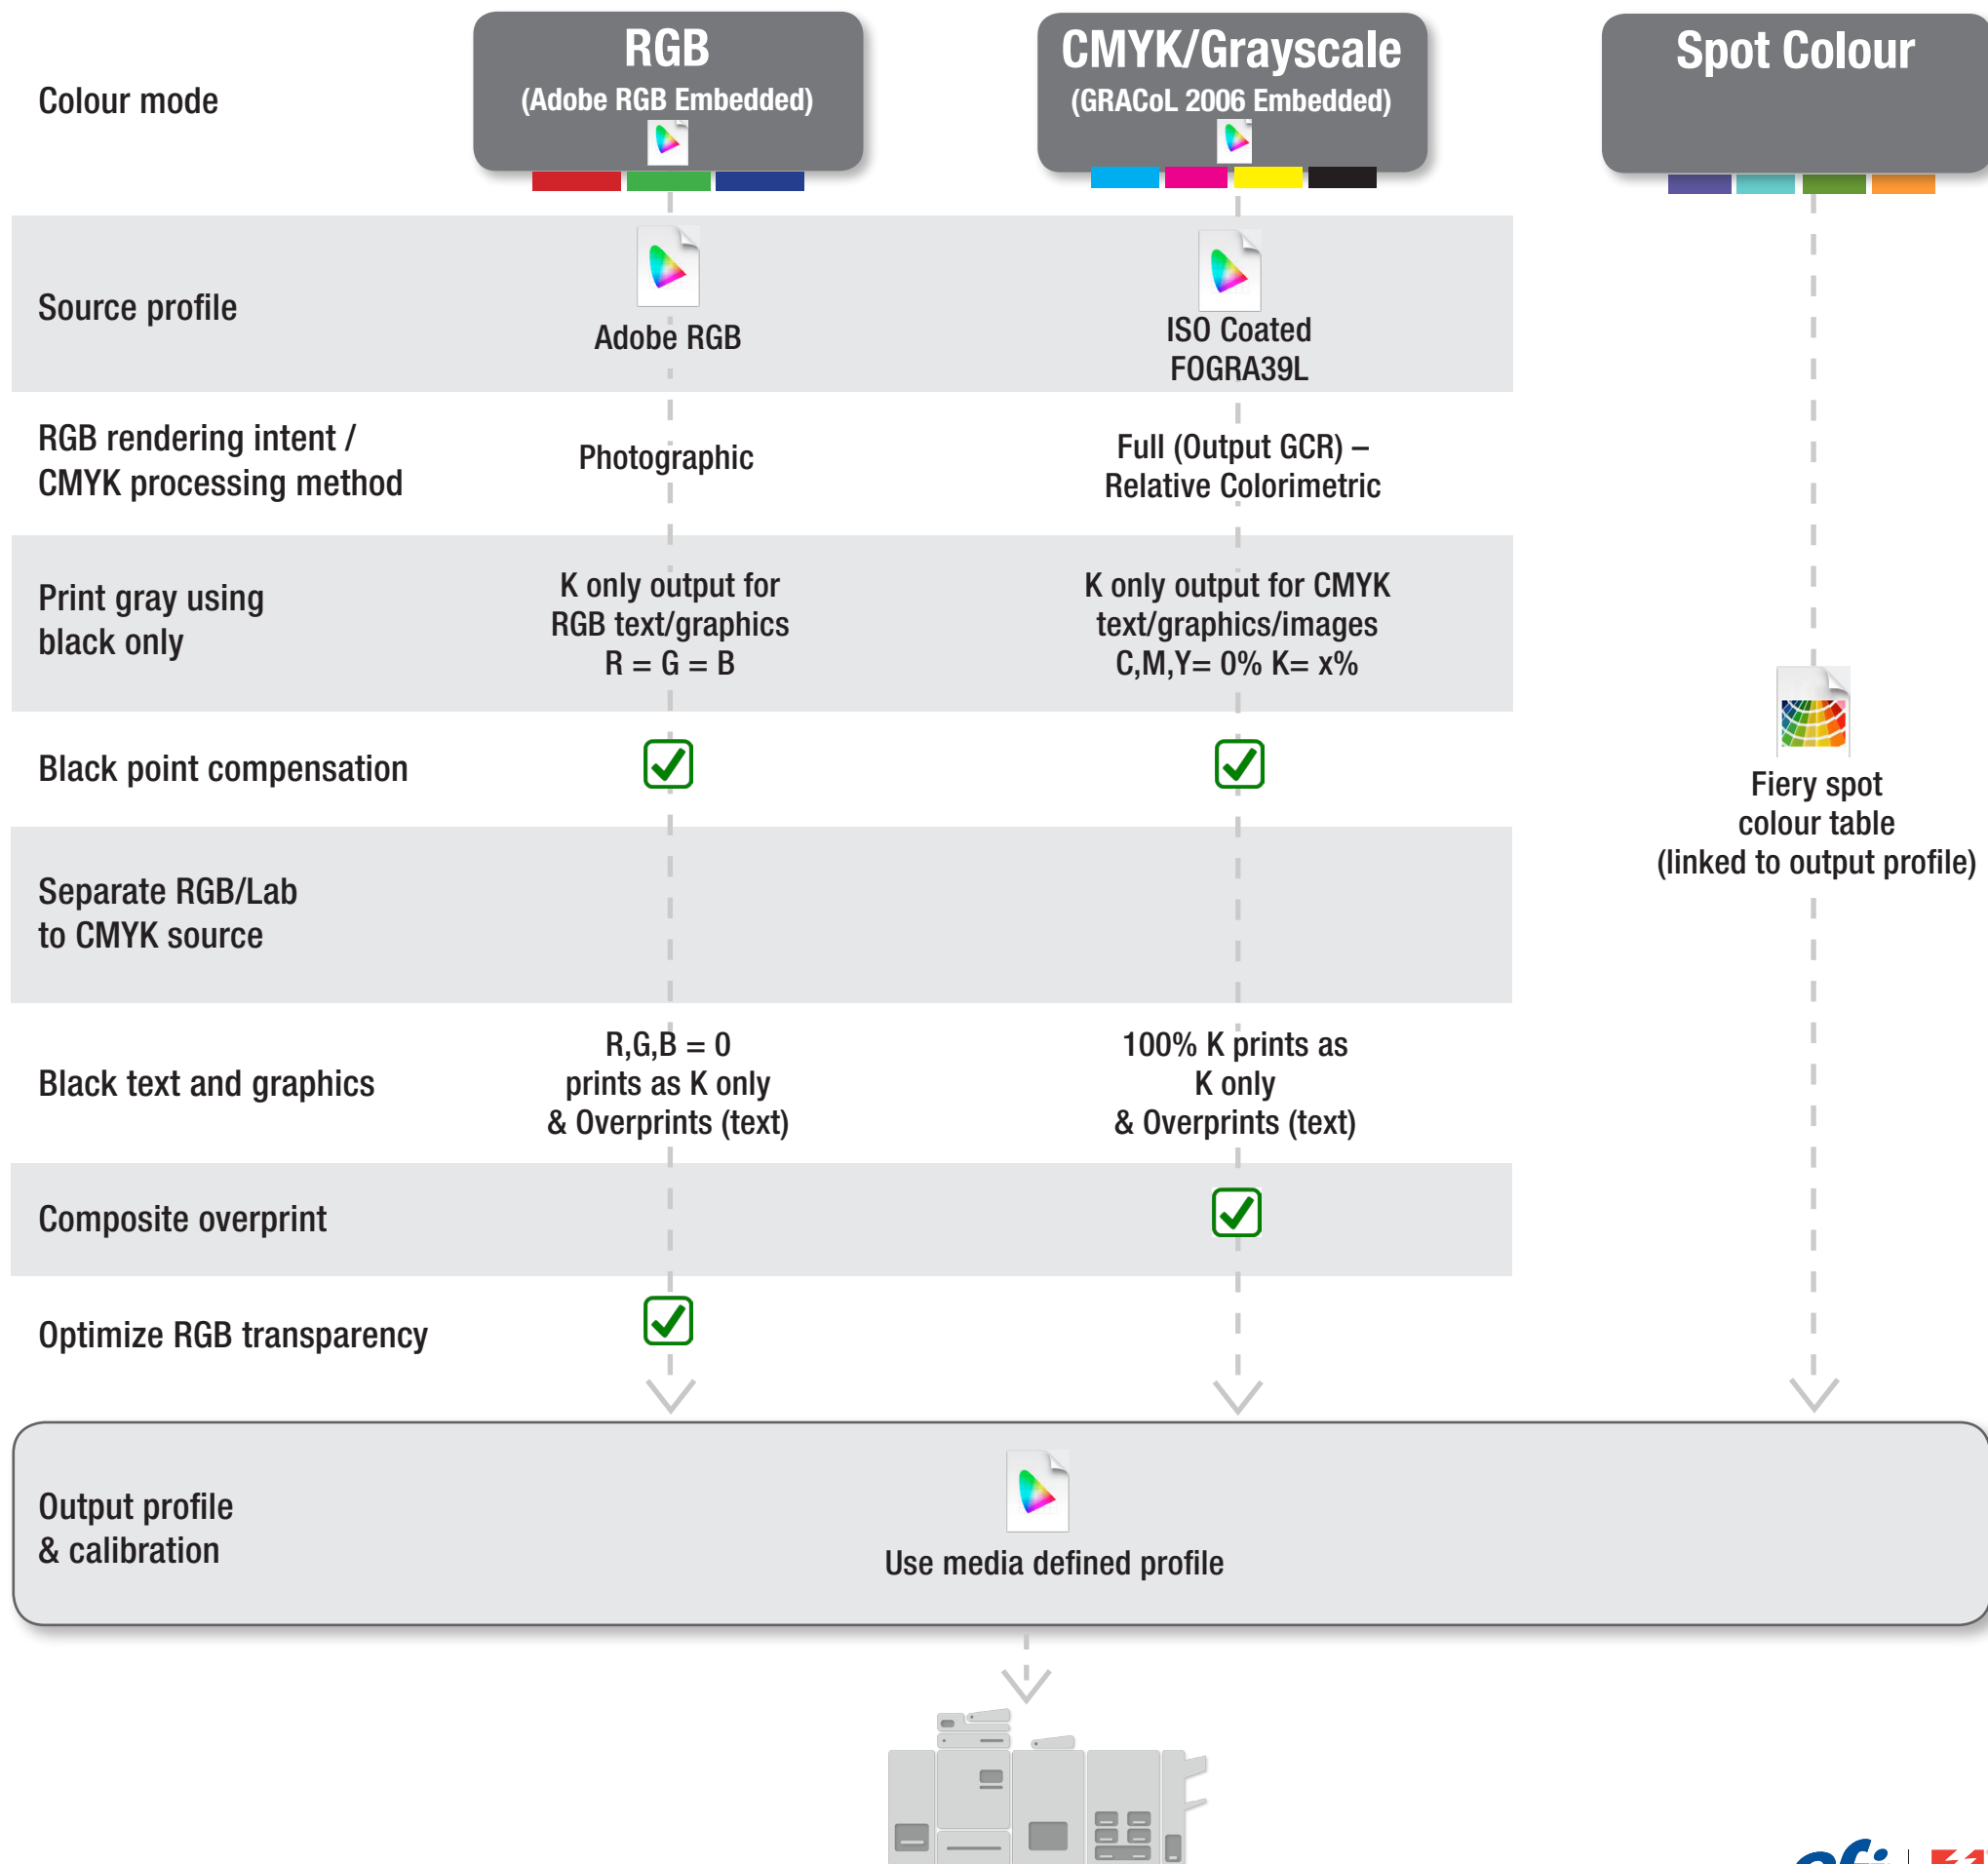 Colour mode
RGB
(Adobe RGB Embedded)
CMYK/Grayscale
(GRACoL 2006 Embedded)
Spot Colour
Source profile
Adobe RGB
ISO Coated
FOGRA39L
RGB rendering intent /
CMYK processing method
Photographic
Full (Output GCR) –
Relative Colorimetric
Print gray using
black only
K only output for
RGB text/graphics
R = G = B
K only output for CMYK
text/graphics/images
C,M,Y= 0% K= x%
Black point compensation
Fiery spot
colour table
(linked to output profile)
Separate RGB/Lab
to CMYK source
Black text and graphics
R,G,B = 0
prints as K only
& Overprints (text)
100% K prints as
K only
& Overprints (text)
Composite overprint
Optimize RGB transparency
Output profile
& calibration
Use media defined profile
efi